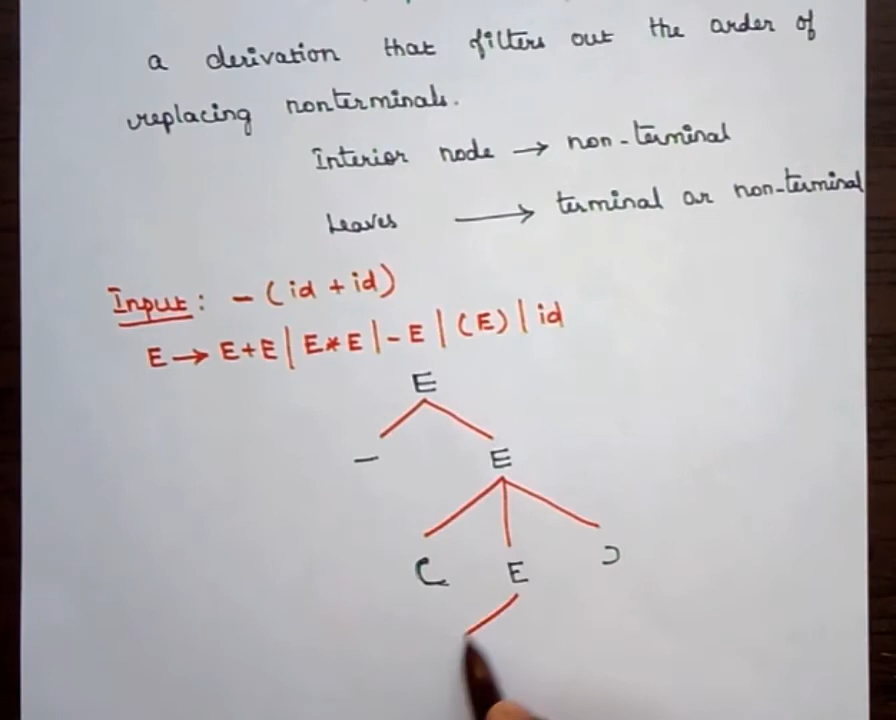 a derivation that filters out the order of
replacing nonterminals.
Interior node → non-terminal
Leaves → terminal or non-terminal
Input: - (id + id)
E → E+E | E*E | -E | (E) | id
E
- E
( E )